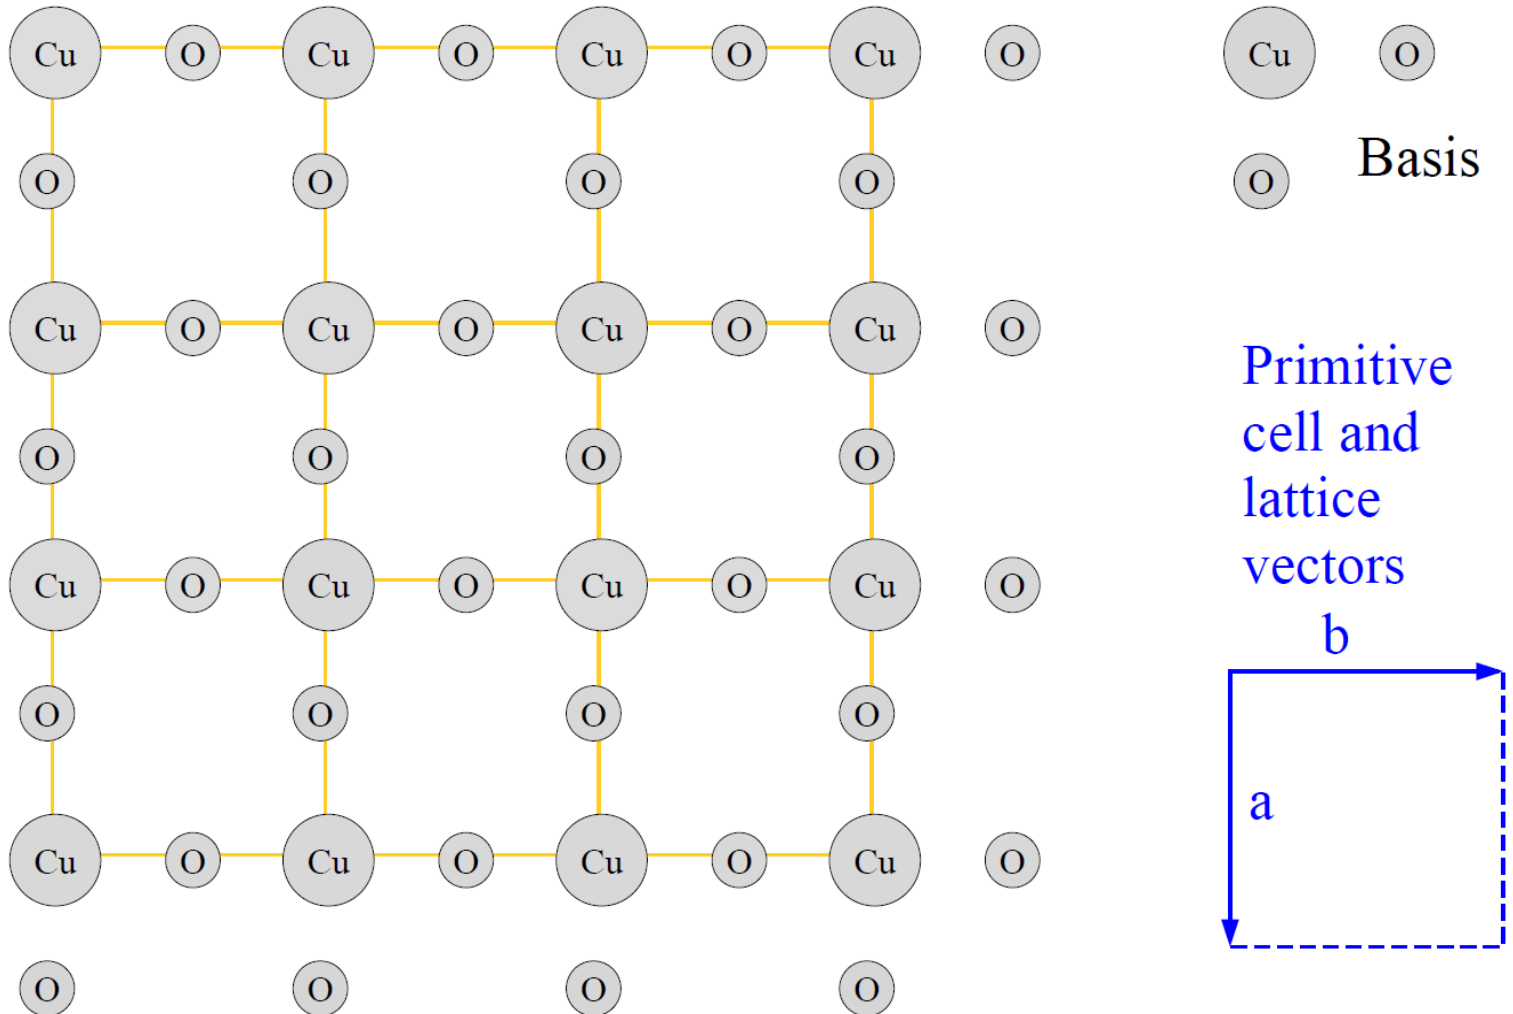 Cu O Cu O Cu O Cu O Cu O
O O O O O Basis
Cu O Cu O Cu O Cu O
Primitive
cell and
O O O O
lattice
vectors
Cu O Cu O Cu O Cu O
b
O O O O
a
Cu O Cu O Cu O Cu O
O O O O